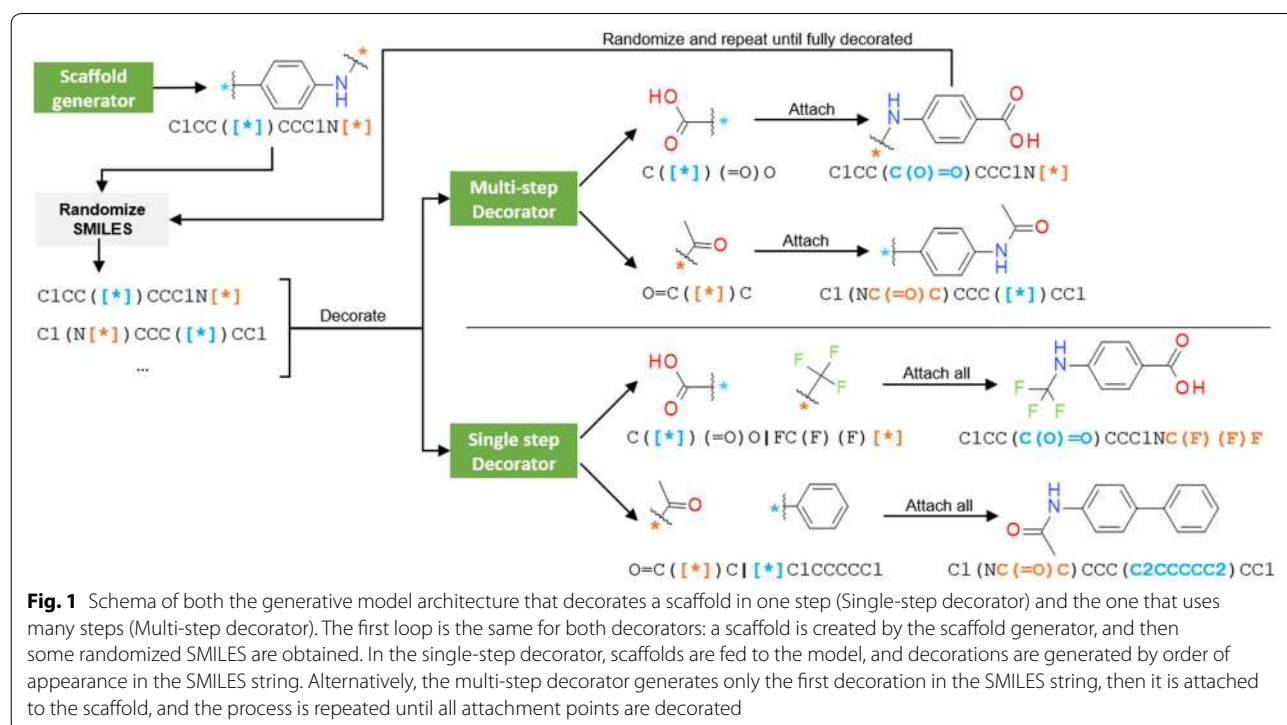 Randomize and repeat until fully decorated
Scaffold
generator
*
N
H
*
C1CC([*])CCC1N[*]
Randomize
SMILES
C1CC([*])CCC1N[*]
C1(N[*])CCC([*])CC1
...
Decorate
Multi-step
Decorator
HO
O
*
C([*])(=O)O
Attach
H
N
*
O
OH
C1CC(C(O)=O)CCC1N[*]
O
*
O=C([*])C
Attach
*
N
H
O
C1(NC(=O)C)CCC([*])CC1
Single step
Decorator
HO
O
*
F
F
F
*
C([*])(=O)O|FC(F)(F)[*]
Attach all
H
N
F
F
F
O
OH
C1CC(C(O)=O)CCC1NC(F)(F)F
O
*
*
O=C([*])C|[*]C1CCCCC1
Attach all
H
N
O
C1(NC(=O)C)CCC(C2CCCCC2)CC1
Fig. 1 Schema of both the generative model architecture that decorates a scaffold in one step (Single-step decorator) and the one that uses
many steps (Multi-step decorator). The first loop is the same for both decorators: a scaffold is created by the scaffold generator, and then
some randomized SMILES are obtained. In the single-step decorator, scaffolds are fed to the model, and decorations are generated by order of
appearance in the SMILES string. Alternatively, the multi-step decorator generates only the first decoration in the SMILES string, then it is attached
to the scaffold, and the process is repeated until all attachment points are decorated